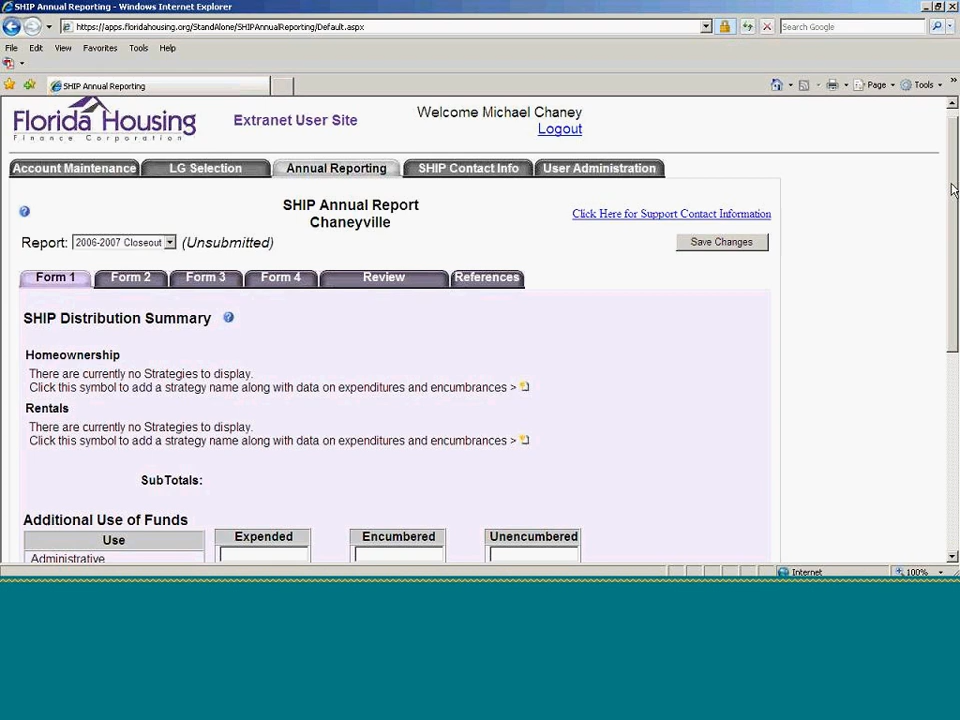 SHIP Annual Reporting - Windows Internet Explorer
https://apps.floridahousing.org/StandAlone/SHIPAnnualReporting/Default.aspx
Search Google
File Edit View Favorites Tools Help
SHIP Annual Reporting
Page Tools
Florida Housing
Finance Corporation
Extranet User Site
Welcome Michael Chaney
Logout
Account Maintenance LG Selection Annual Reporting SHIP Contact Info User Administration
SHIP Annual Report
Chaneyville
Click Here for Support Contact Information
Report: 2006-2007 Closeout (Unsubmitted)
Save Changes
Form 1 Form 2 Form 3 Form 4 Review References
SHIP Distribution Summary
Homeownership
There are currently no Strategies to display.
Click this symbol to add a strategy name along with data on expenditures and encumbrances >
Rentals
There are currently no Strategies to display.
Click this symbol to add a strategy name along with data on expenditures and encumbrances >
SubTotals:
Additional Use of Funds
Use Expended Encumbered Unencumbered
Administrative
Internet 100%